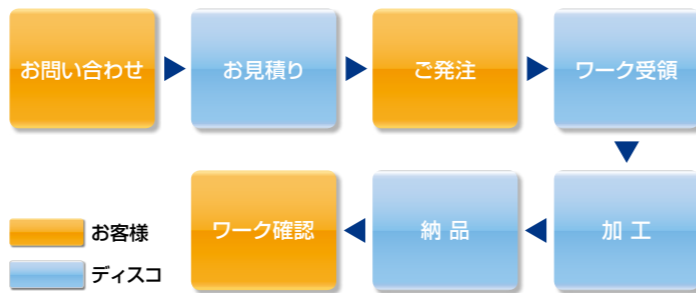 お問い合わせ
お見積り
ご発注
ワーク受領
ワーク確認
納 品
加 工
お客様
ディスコ